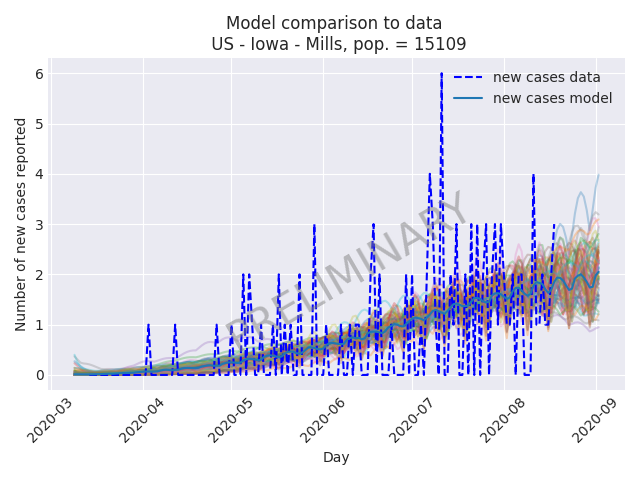 Model comparison to data
US - Iowa - Mills, pop. = 15109
Number of new cases reported
6
5
4
3
2
1
0
new cases data
new cases model
PRELIMINARY
2020-03
2020-04
2020-05
2020-06
2020-07
2020-08
2020-09
Day